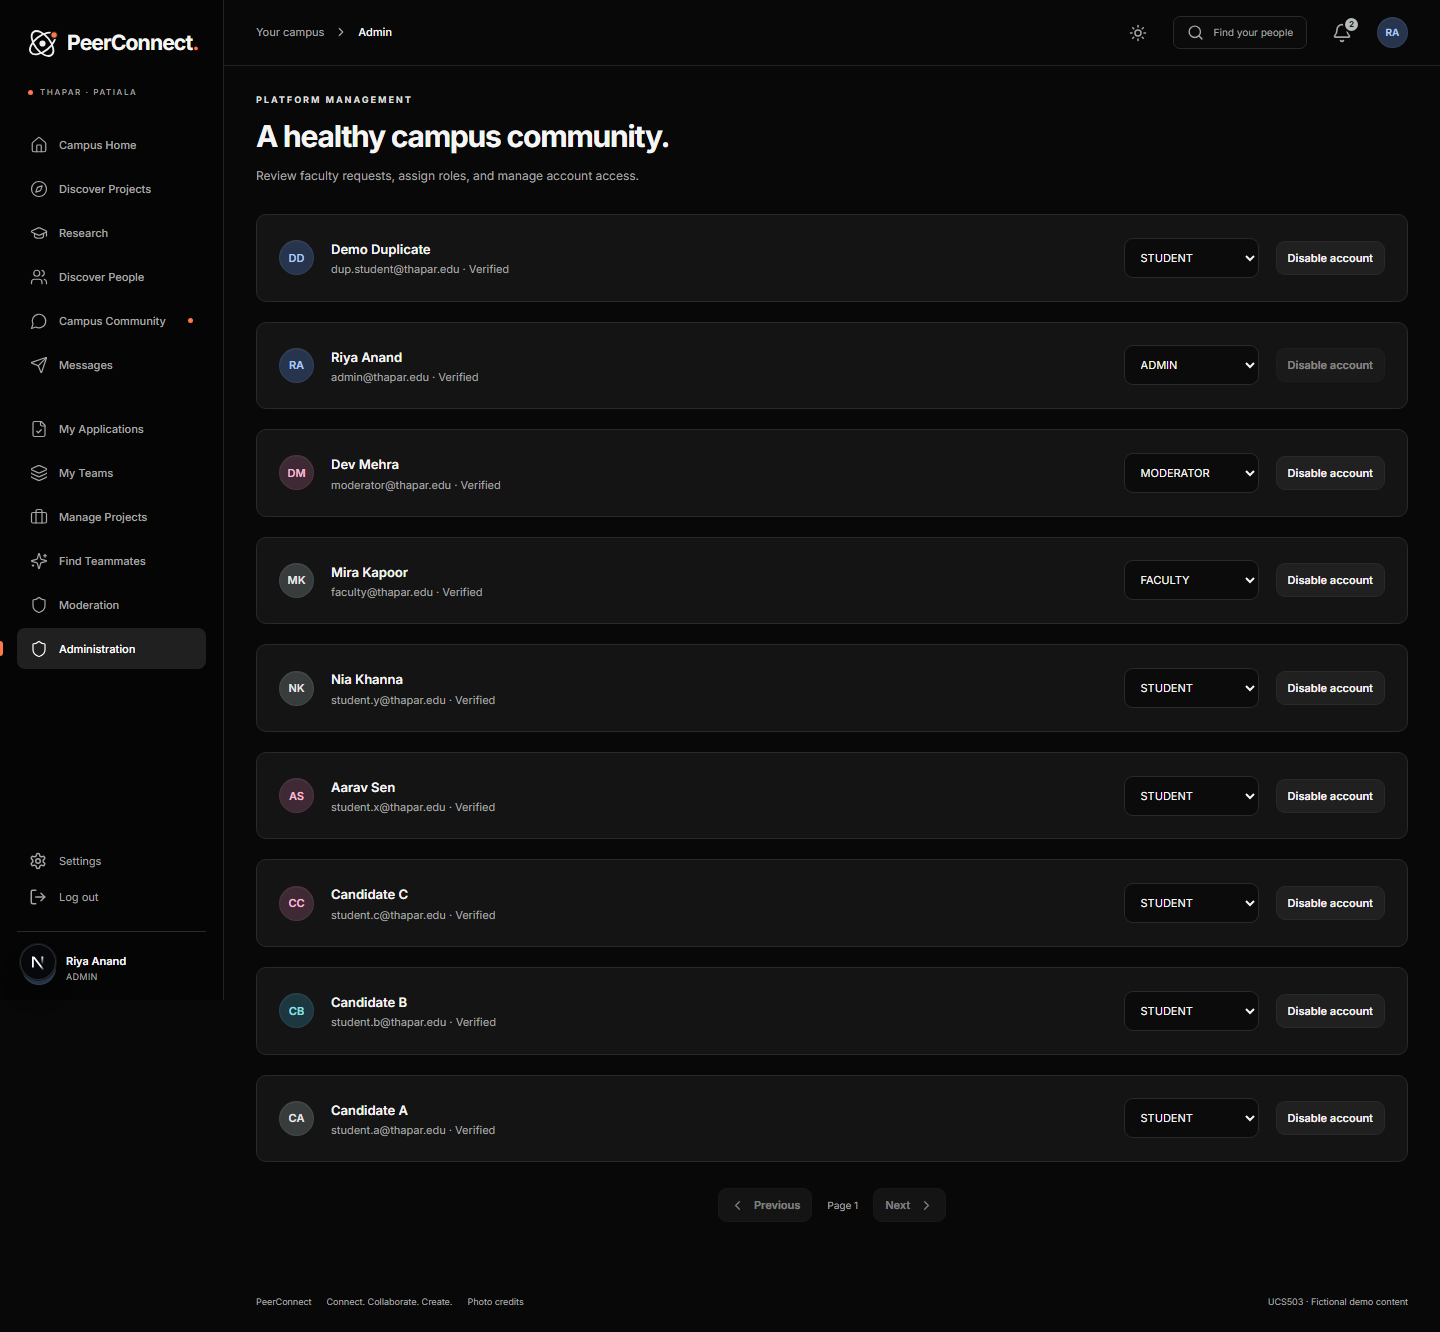 PeerConnect.
THAPAR · PATIALA
Campus Home
Discover Projects
Research
Discover People
Campus Community
Messages
My Applications
My Teams
Manage Projects
Find Teammates
Moderation
Administration
Settings
Log out
N
Riya Anand
ADMIN
Your campus > Admin
Find your people
2
RA
PLATFORM MANAGEMENT
A healthy campus community.
Review faculty requests, assign roles, and manage account access.
DD
Demo Duplicate
dup.student@thapar.edu · Verified
STUDENT
Disable account
RA
Riya Anand
admin@thapar.edu · Verified
ADMIN
Disable account
DM
Dev Mehra
moderator@thapar.edu · Verified
MODERATOR
Disable account
MK
Mira Kapoor
faculty@thapar.edu · Verified
FACULTY
Disable account
NK
Nia Khanna
student.y@thapar.edu · Verified
STUDENT
Disable account
AS
Aarav Sen
student.x@thapar.edu · Verified
STUDENT
Disable account
CC
Candidate C
student.c@thapar.edu · Verified
STUDENT
Disable account
CB
Candidate B
student.b@thapar.edu · Verified
STUDENT
Disable account
CA
Candidate A
student.a@thapar.edu · Verified
STUDENT
Disable account
Previous
Page 1
Next
PeerConnect
Connect. Collaborate. Create.
Photo credits
UCS503 · Fictional demo content